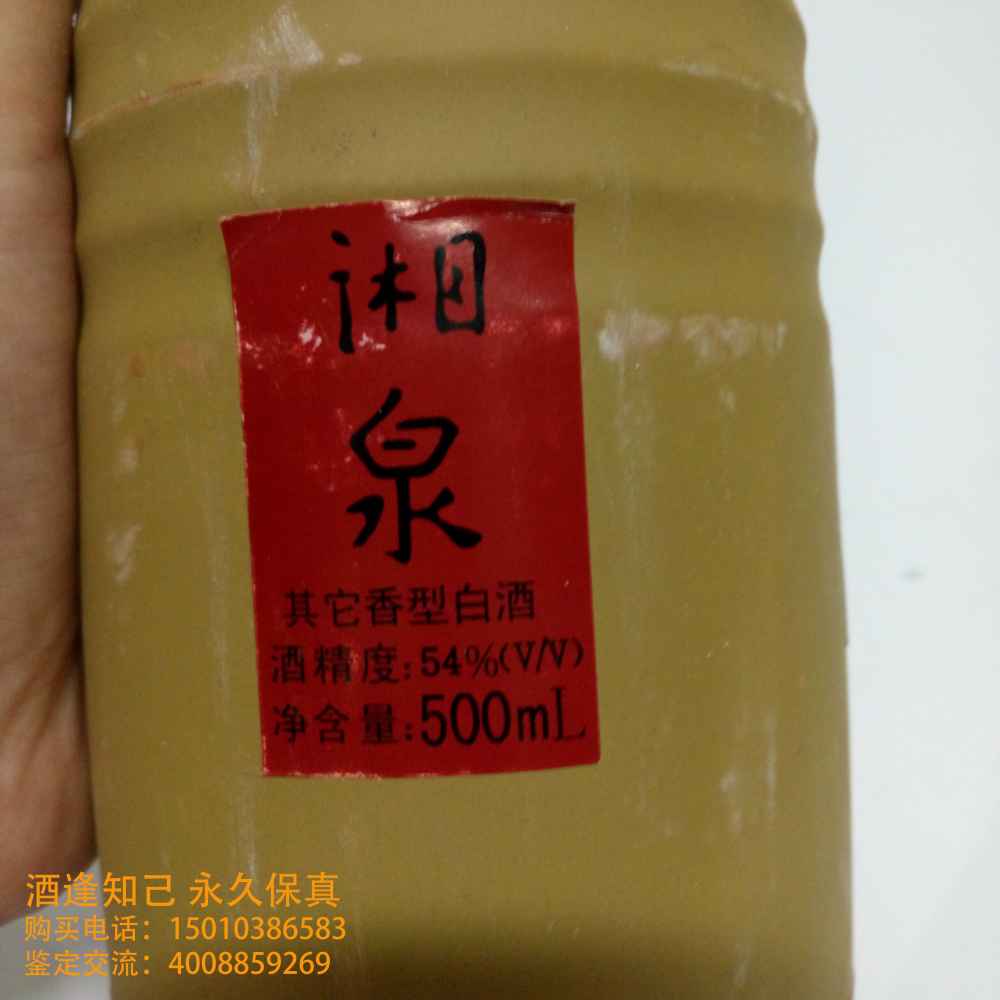 湘
泉
其它香型白酒
酒精度:54%(V/V)
净含量:500mL
酒逢知己 永久保真
购买电话：15010386583
鉴定交流：4008859269